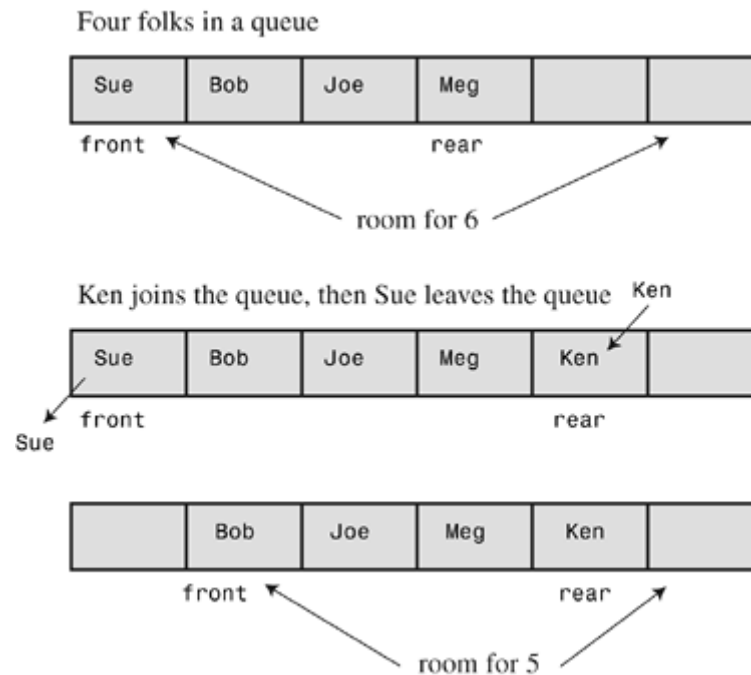 Four folks in a queue
Sue Bob Joe Meg
front rear
room for 6
Ken joins the queue, then Sue leaves the queue Ken
Sue Bob Joe Meg Ken
front rear
Sue
Bob Joe Meg Ken
front rear
room for 5